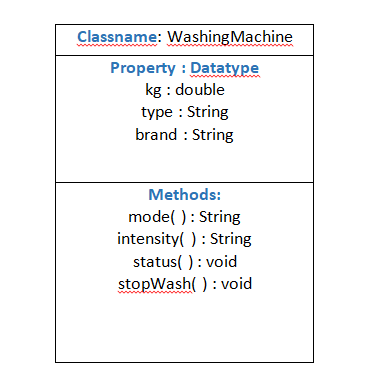 Classname: WashingMachine
Property : Datatype
kg : double
type : String
brand : String
Methods:
mode( ) : String
intensity( ) : String
status( ) : void
stopWash( ) : void